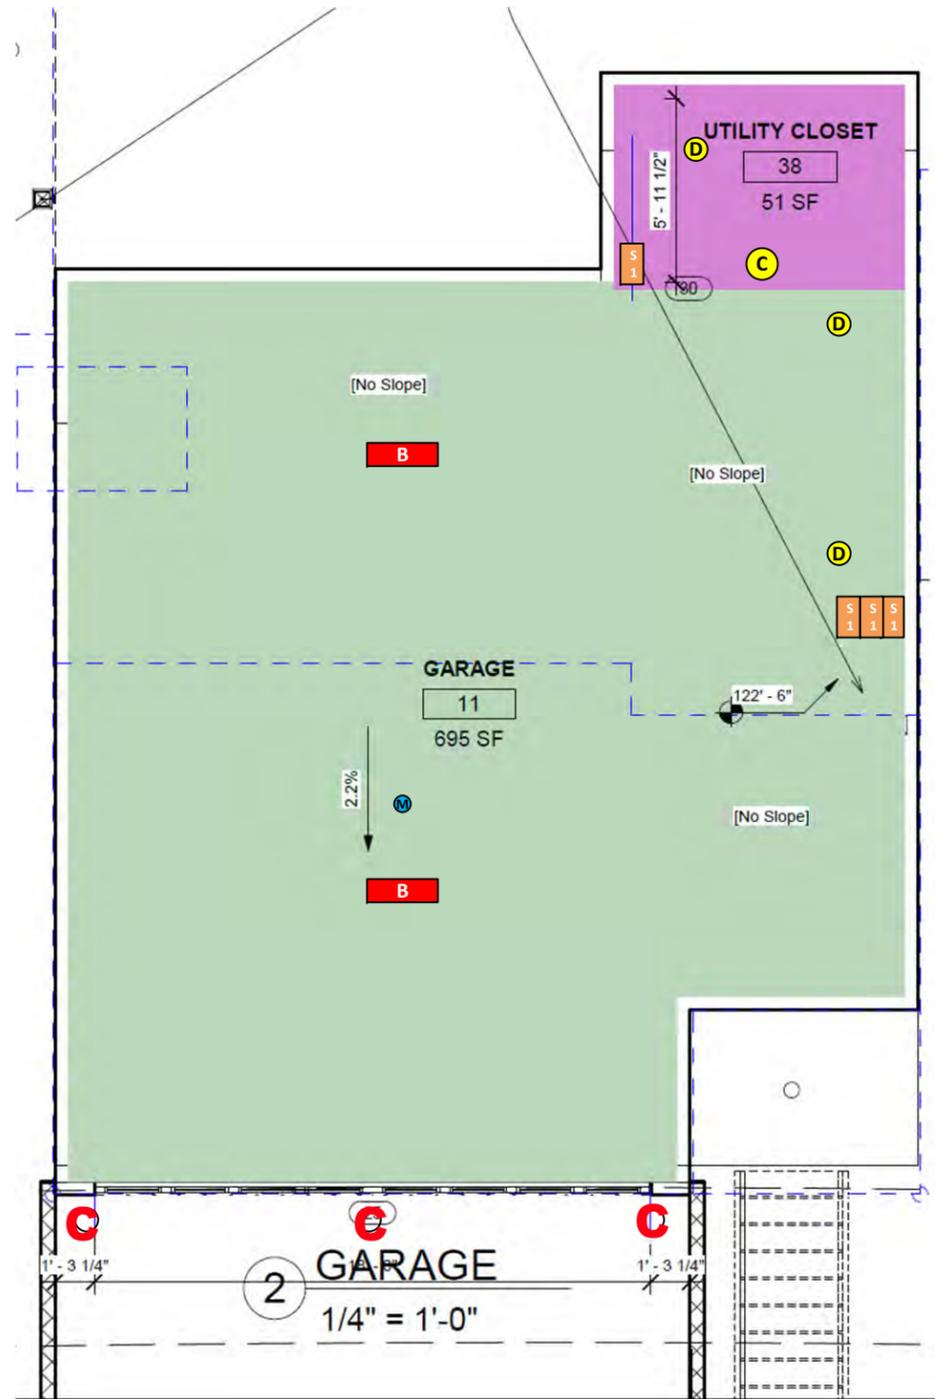 UTILITY CLOSET
38
51 SF
5' - 11 1/2"
D
S
1
C
D
[No Slope]
B
[No Slope]
D
S S S
1 1 1
GARAGE
11
695 SF
122' - 6"
2.2%
M
[No Slope]
B
C C C
1' - 3 1/4"
1' - 3 1/4"
2
GARAGE
1/4" = 1'-0"